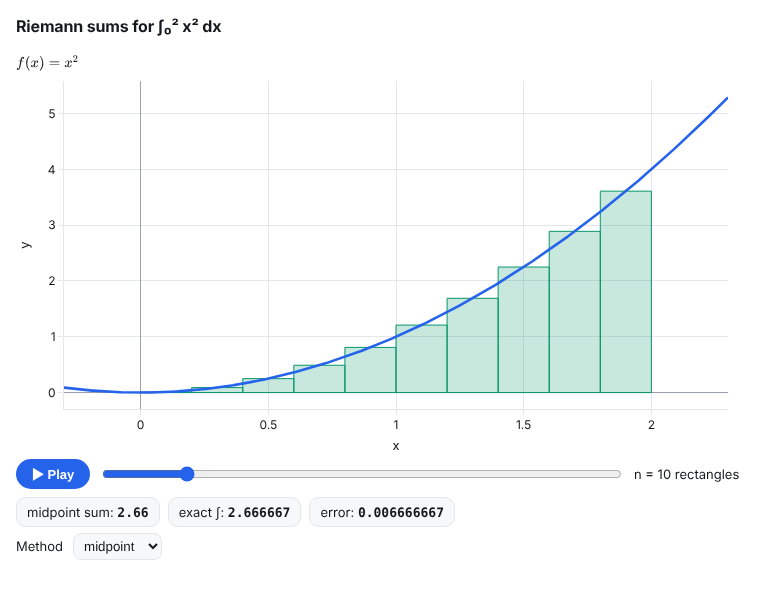 Riemann sums for ∫₀² x² dx
f(x) = x²
5
4
3
2
1
0
y
0 0.5 1 1.5 2
x
Play n = 10 rectangles
midpoint sum: 2.66 exact ∫: 2.666667 error: 0.006666667
Method midpoint